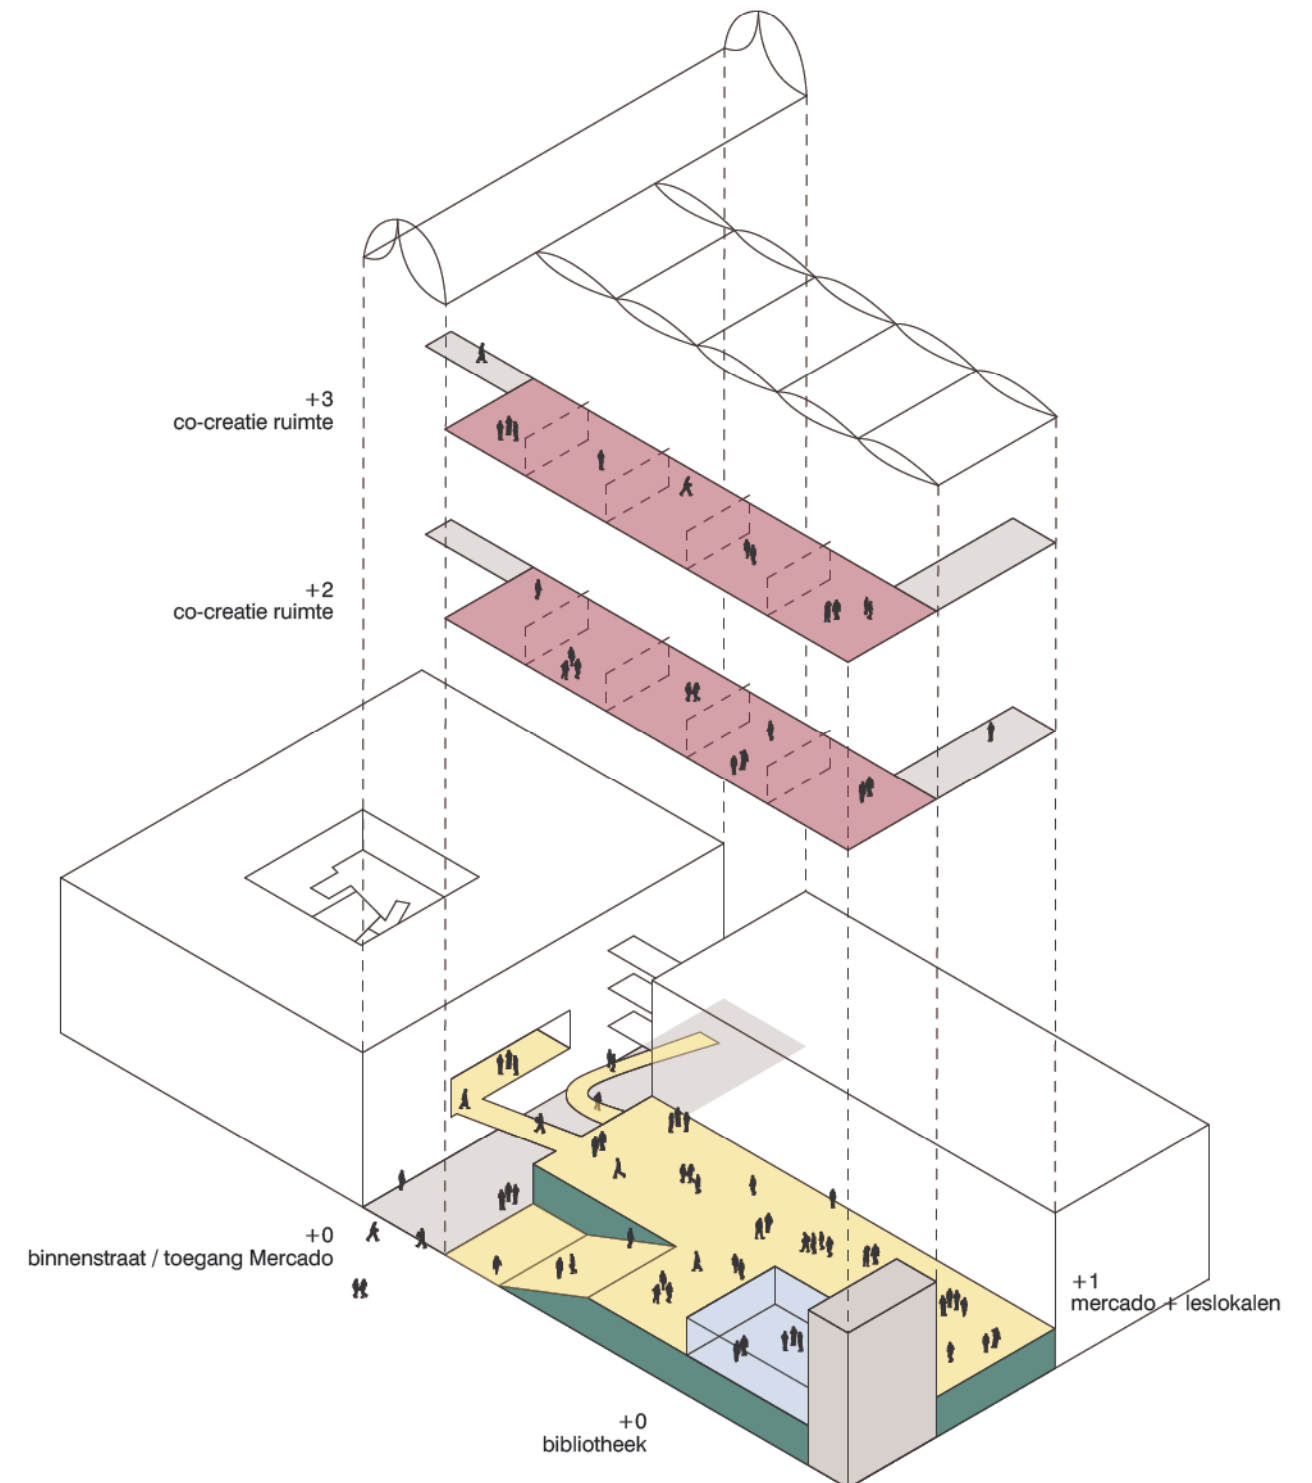 +3
co-creatie ruimte
+2
co-creatie ruimte
+0
binnenstraat / toegang Mercado
+1
mercado + leslokalen
+0
bibliotheek